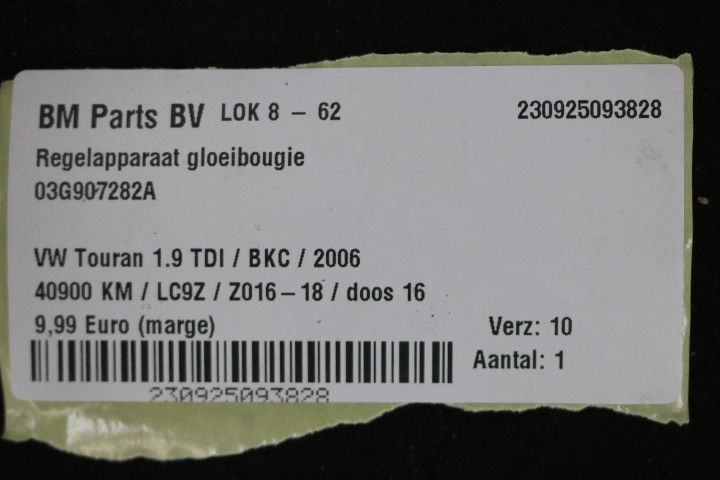 BM Parts BV LOK 8 – 62 230925093828
Regelapparaat gloeibougie
03G907282A
VW Touran 1.9 TDI / BKC / 2006
40900 KM / LC9Z / Z016 – 18 / doos 16
9,99 Euro (marge) Verz: 10
Aantal: 1
230925093828